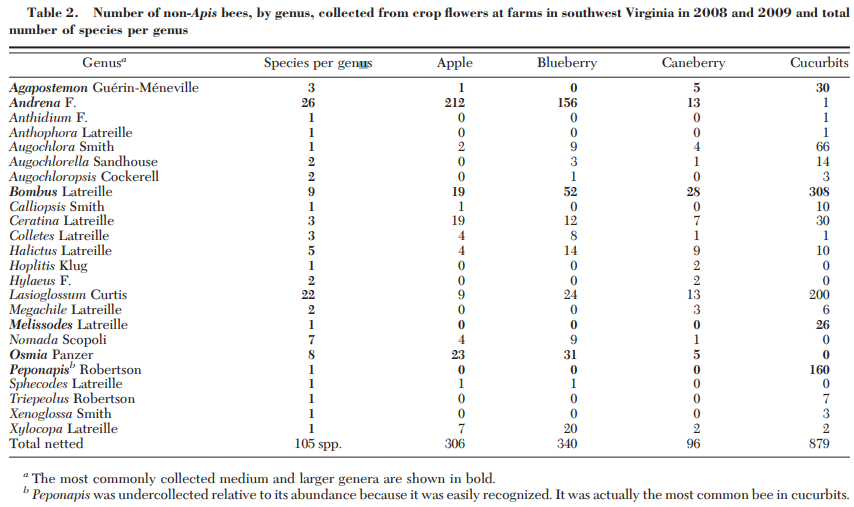 Table 2. Number of non-Apis bees, by genus, collected from crop flowers at farms in southwest Virginia in 2008 and 2009 and total
number of species per genus
Genusᵃ Species per genus Apple Blueberry Caneberry Cucurbits
Agapostemon Guérin-Méneville 3 1 0 5 30
Andrena F. 26 212 156 13 1
Anthidium F. 1 0 0 0 1
Anthophora Latreille 1 0 0 0 1
Augochlora Smith 1 2 9 4 66
Augochlorella Sandhouse 2 0 3 1 14
Augochloropsis Cockerell 2 0 1 0 3
Bombus Latreille 9 19 52 28 308
Calliopsis Smith 1 1 0 0 10
Ceratina Latreille 3 19 12 7 30
Colletes Latreille 3 4 8 1 1
Halictus Latreille 5 4 14 9 10
Hoplitis Klug 1 0 0 2 0
Hylaeus F. 2 0 0 2 0
Lasioglossum Curtis 22 9 24 13 200
Megachile Latreille 2 0 0 3 6
Melissodes Latreille 1 0 0 0 26
Nomada Scopoli 7 4 9 1 0
Osmia Panzer 8 23 31 5 0
Peponapisᵇ Robertson 1 0 0 0 160
Sphecodes Latreille 1 1 1 0 0
Triepeolus Robertson 1 0 0 0 7
Xenoglossa Smith 1 0 0 0 3
Xylocopa Latreille 1 7 20 2 2
Total netted 105 spp. 306 340 96 879
ᵃ The most commonly collected medium and larger genera are shown in bold.
ᵇ Peponapis was undercollected relative to its abundance because it was easily recognized. It was actually the most common bee in cucurbits.